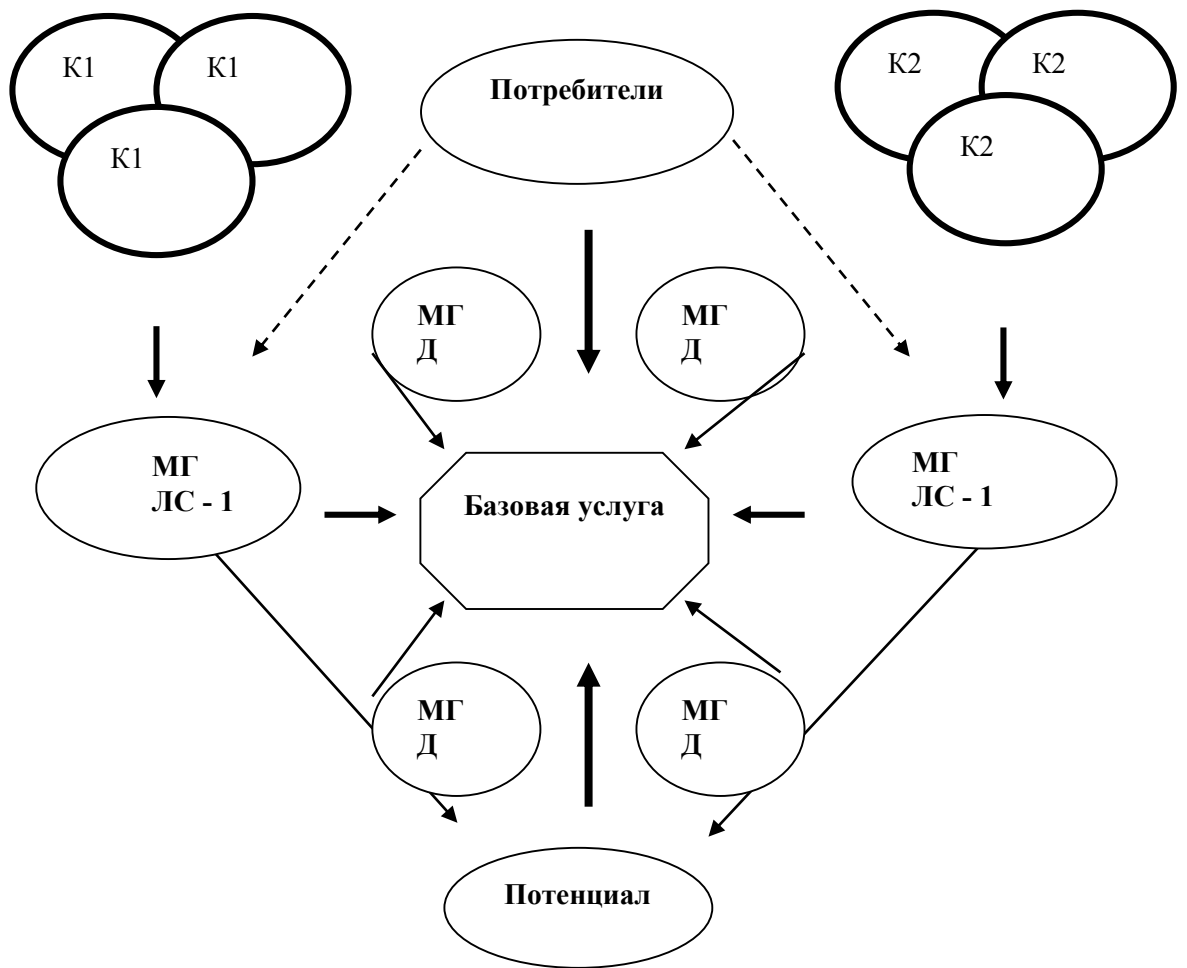 К1
К1
К1
Потребители
К2
К2
К2
МГ
Д
МГ
Д
МГ
ЛС - 1
Базовая услуга
МГ
ЛС - 1
МГ
Д
МГ
Д
Потенциал